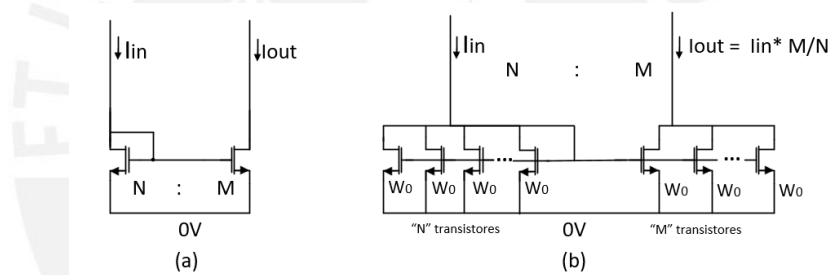 Iin
Iout
N : M
0V
(a)
Iin
Iout = Iin* M/N
N : M
...
...
W0 W0 W0 W0 W0 W0 W0
"N" transistores
0V
"M" transistores
(b)